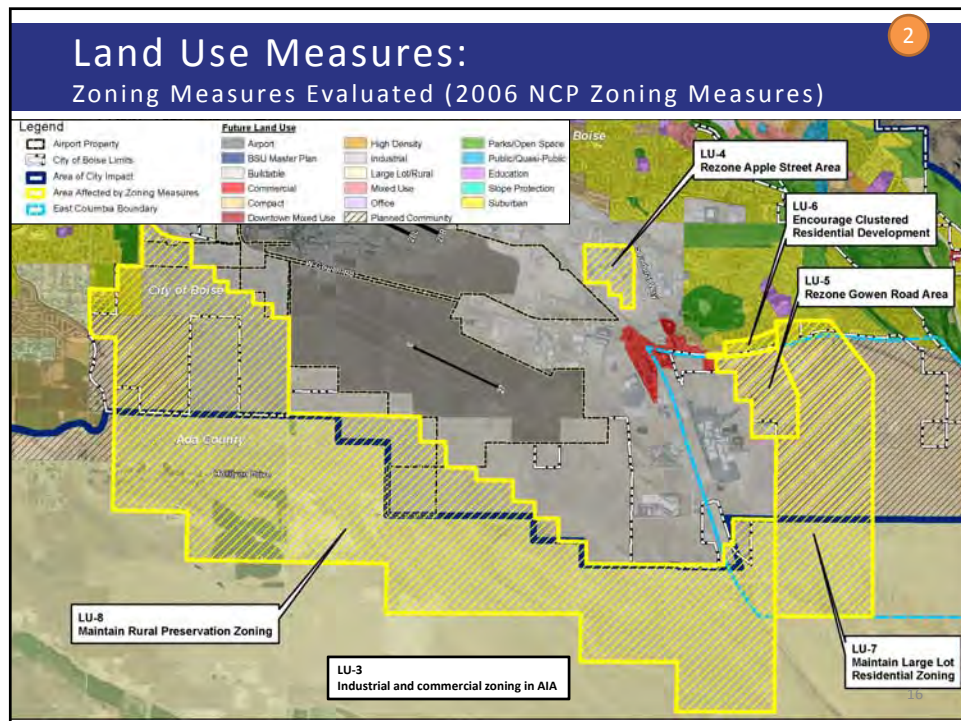 2
Land Use Measures:
Zoning Measures Evaluated (2006 NCP Zoning Measures)
Legend
Airport Property
City of Boise Limits
Area of City Impact
Area Affected by Zoning Measures
East Columbia Boundary
Future Land Use
Airport
BSU Master Plan
Buildable
Commercial
Compact
Downtown Mixed Use
High Density
Industrial
Large Lot/Rural
Mixed Use
Office
Planned Community
Parks/Open Space
Public/Quasi-Public
Education
Slope Protection
Suburban
Boise
LU-4
Rezone Apple Street Area
LU-6
Encourage Clustered
Residential Development
LU-5
Rezone Gowen Road Area
City of Boise
Ada County
LU-8
Maintain Rural Preservation Zoning
LU-3
Industrial and commercial zoning in AIA
LU-7
Maintain Large Lot
Residential Zoning
16